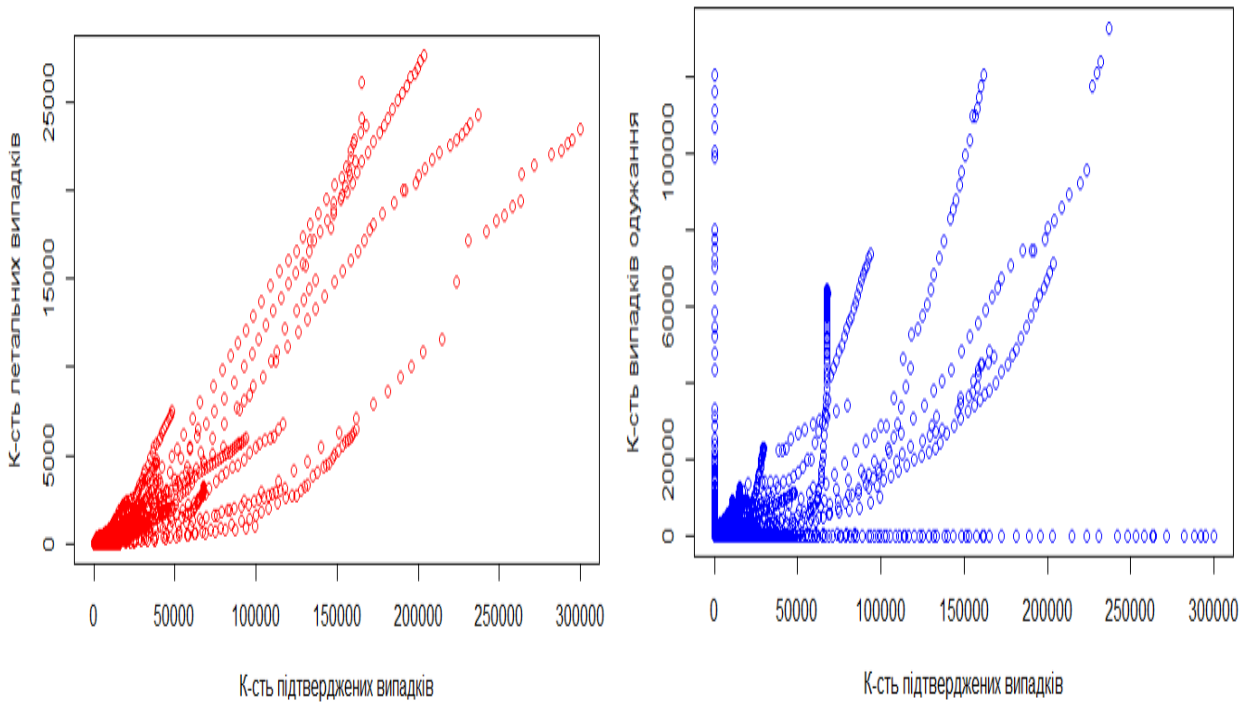 К-сть летальних випадків
25000
15000
5000
0
0 50000 100000 150000 200000 250000 300000
К-сть підтверджених випадків
К-сть випадків одужання
100000
60000
20000
0
0 50000 100000 150000 200000 250000 300000
К-сть підтверджених випадків